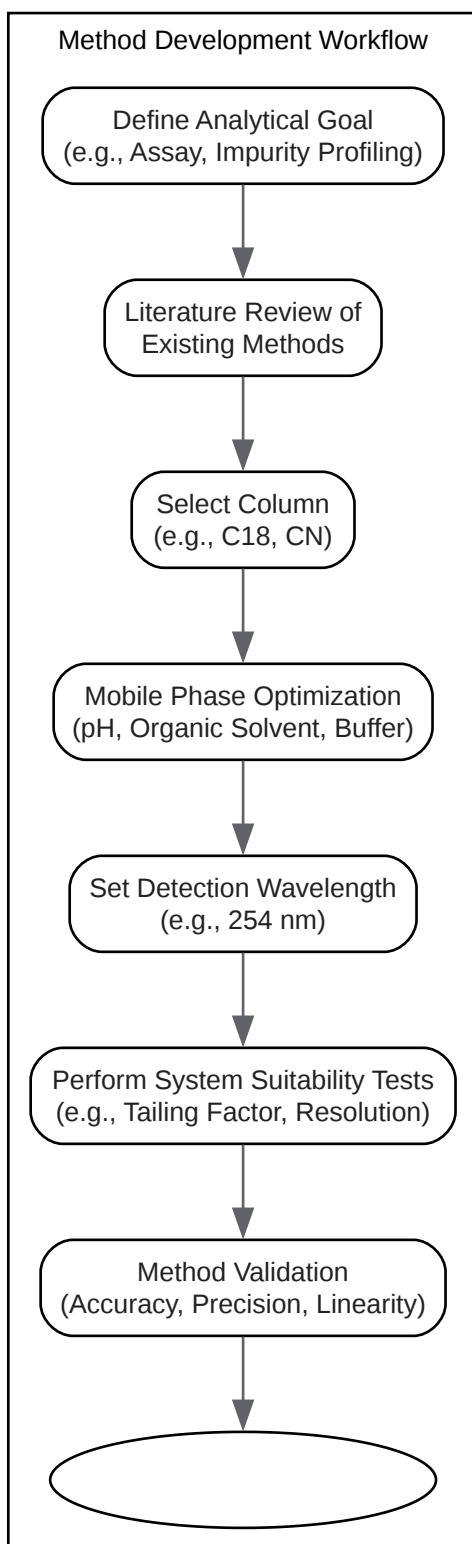 Method Development Workflow
Define Analytical Goal
(e.g., Assay, Impurity Profiling)
Literature Review of
Existing Methods
Select Column
(e.g., C18, CN)
Mobile Phase Optimization
(pH, Organic Solvent, Buffer)
Set Detection Wavelength
(e.g., 254 nm)
Perform System Suitability Tests
(e.g., Tailing Factor, Resolution)
Method Validation
(Accuracy, Precision, Linearity)